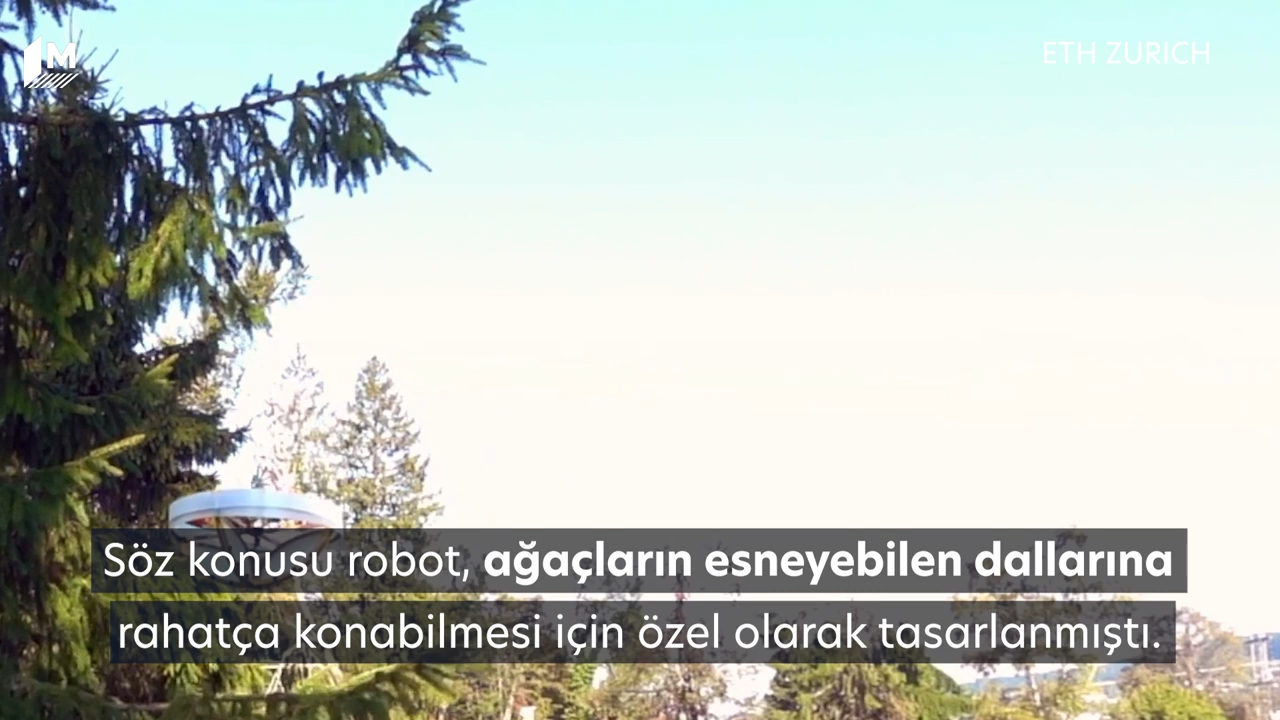 M
ETH ZURICH
Söz konusu robot, ağaçların esneyebilen dallarına
rahatça konabilmesi için özel olarak tasarlanmıştı.